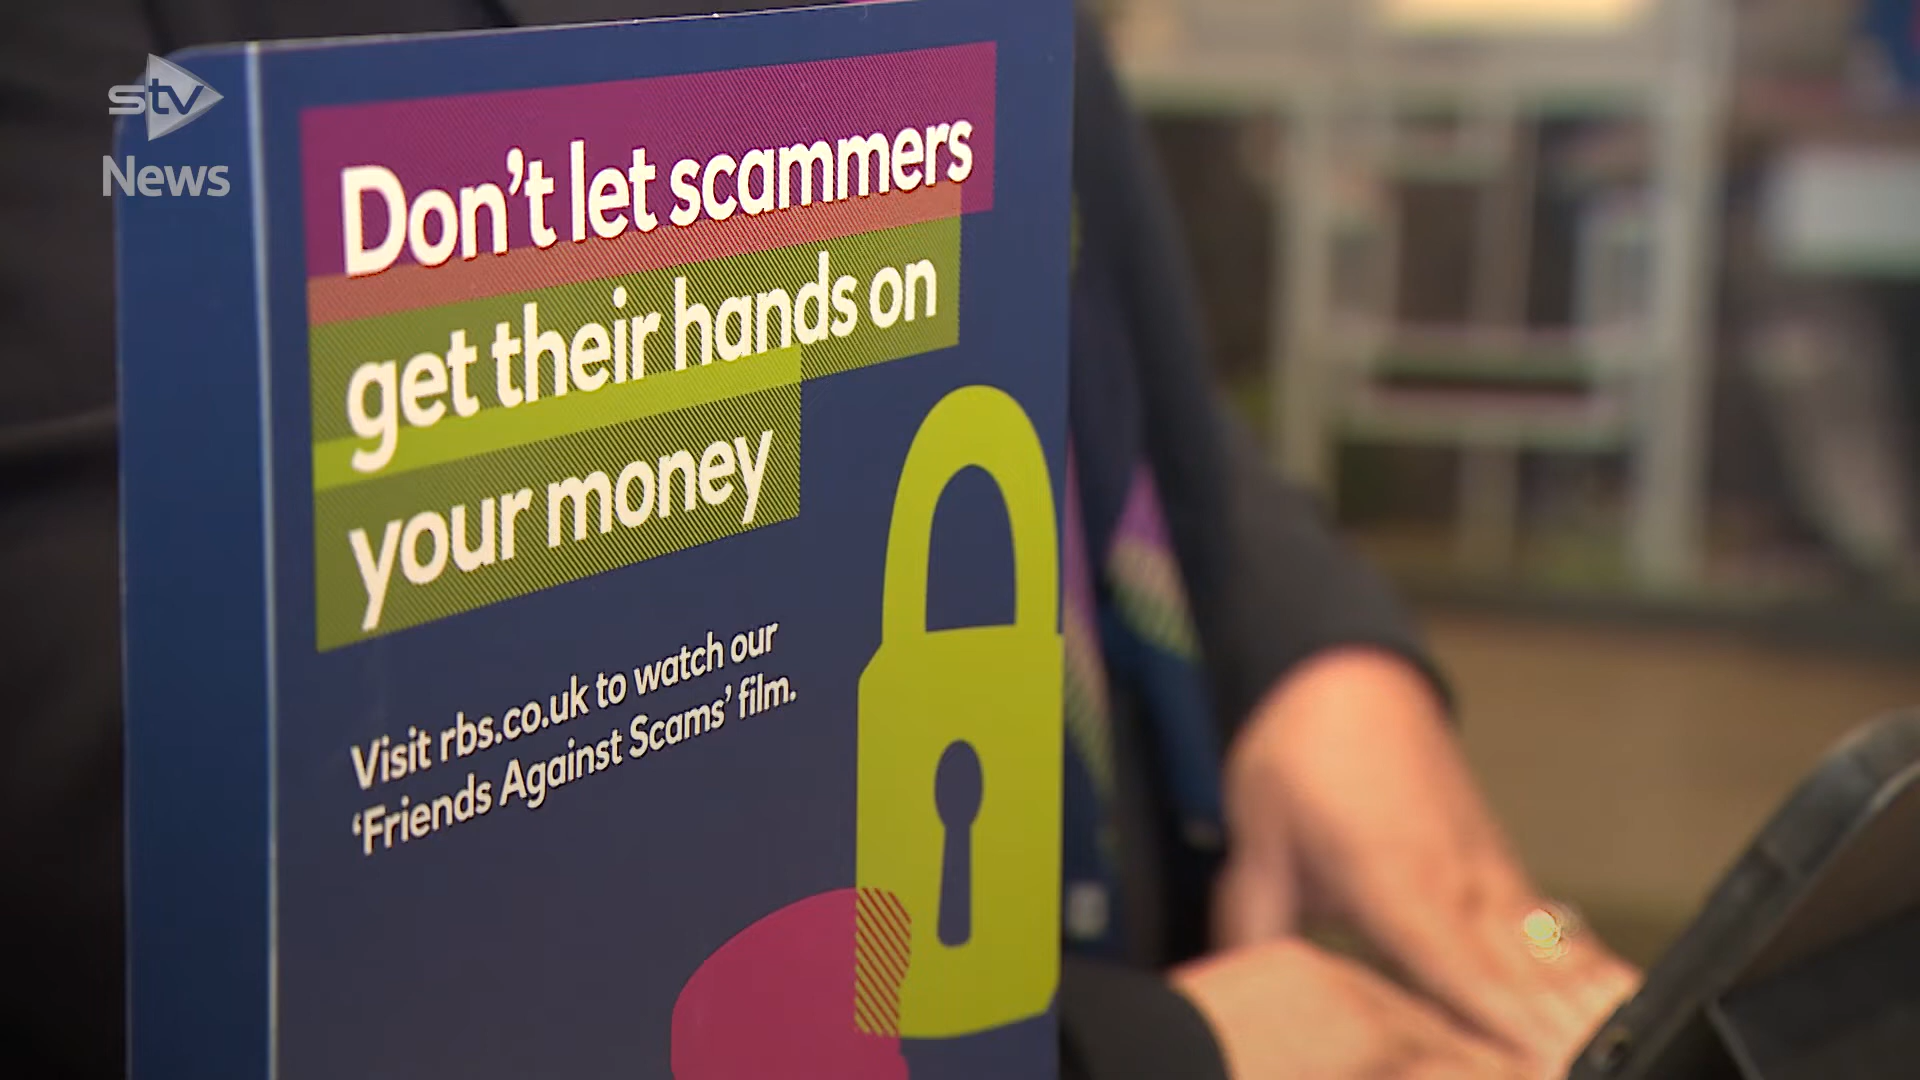 stv
News
Don't let scammers
get their hands on
your money
Visit rbs.co.uk to watch our
‘Friends Against Scams’ film.